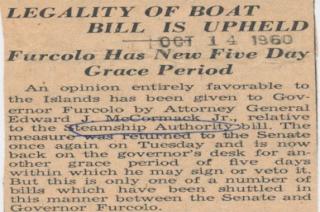 LEGALITY OF BOAT
BILL IS UPHELD
OCT 14 1960
Furcolo Has New Five Day
Grace Period
An opinion entirely favorable to
the Islands has been given to Gov-
ernor Furcolo by Attorney General
Edward J. McCormack Jr., relative
to the Steamship Authority bill. The
measure was returned to the Senate
once again on Tuesday and is now
back on the governor's desk for an-
other grace period of five days
within which he may sign or veto it.
But this is only one of a number of
bills which have been shuttled in
this manner between the Senate and
Governor Furcolo.